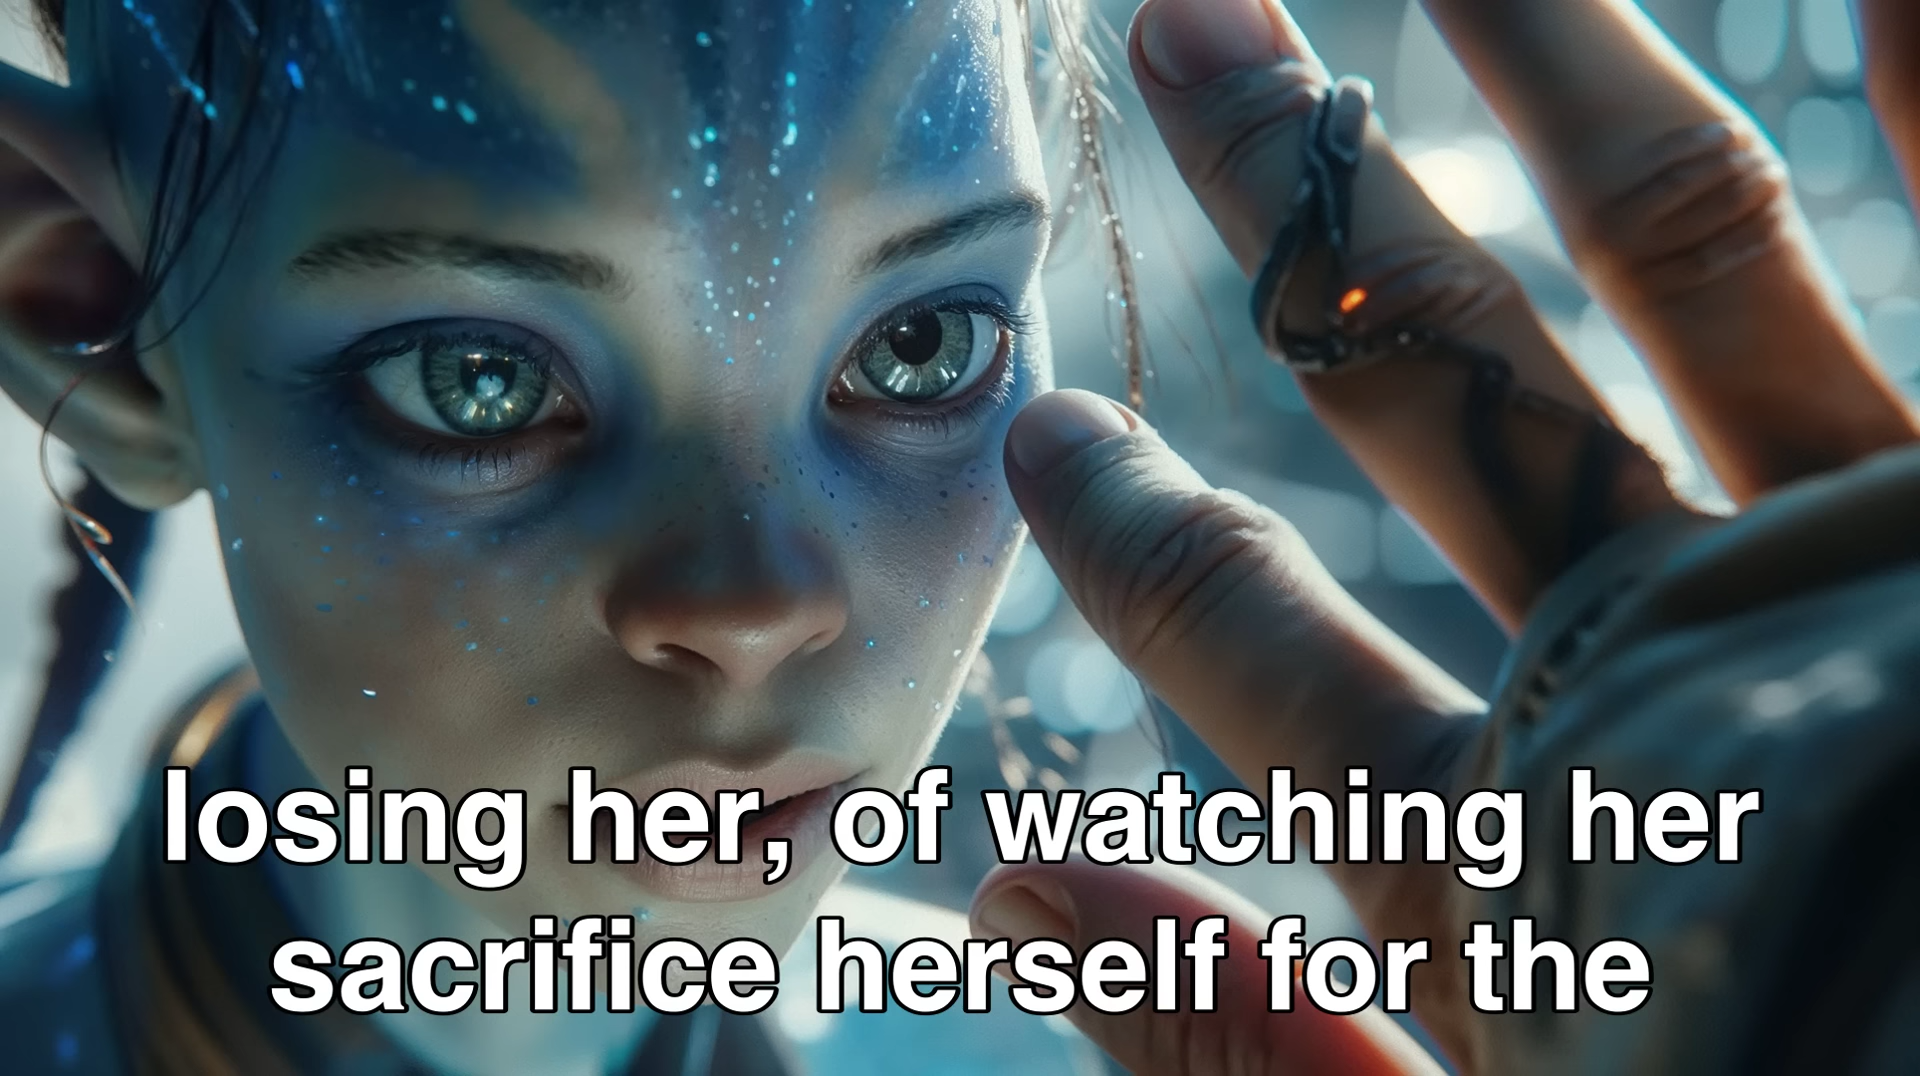 losing her, of watching her
sacrifice herself for the